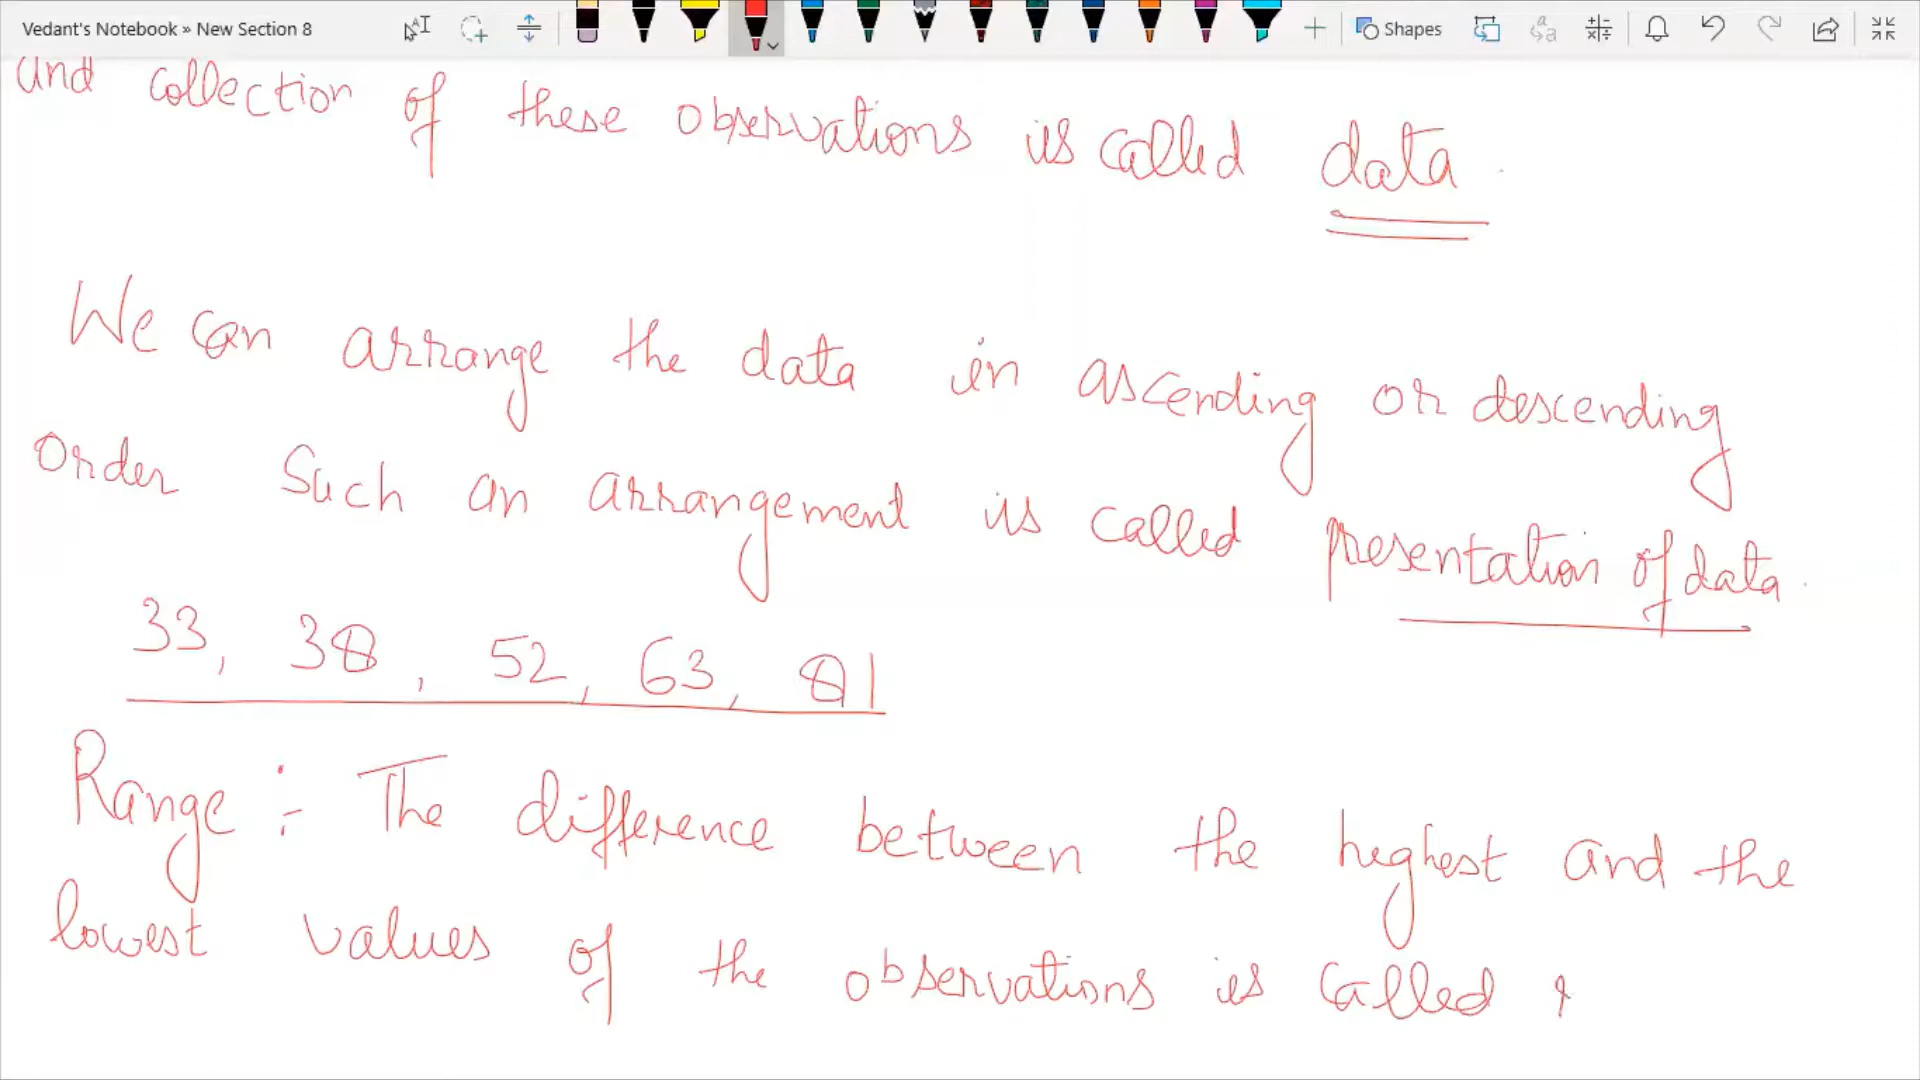 Vedant's Notebook » New Section 8
Shapes
and collection of these observations is called data
We can arrange the data in ascending or descending
order Such an arrangement is called presentation of data.
33, 38, 52, 63, 81
Range :- The difference between the highest and the
lowest values of the observations is called